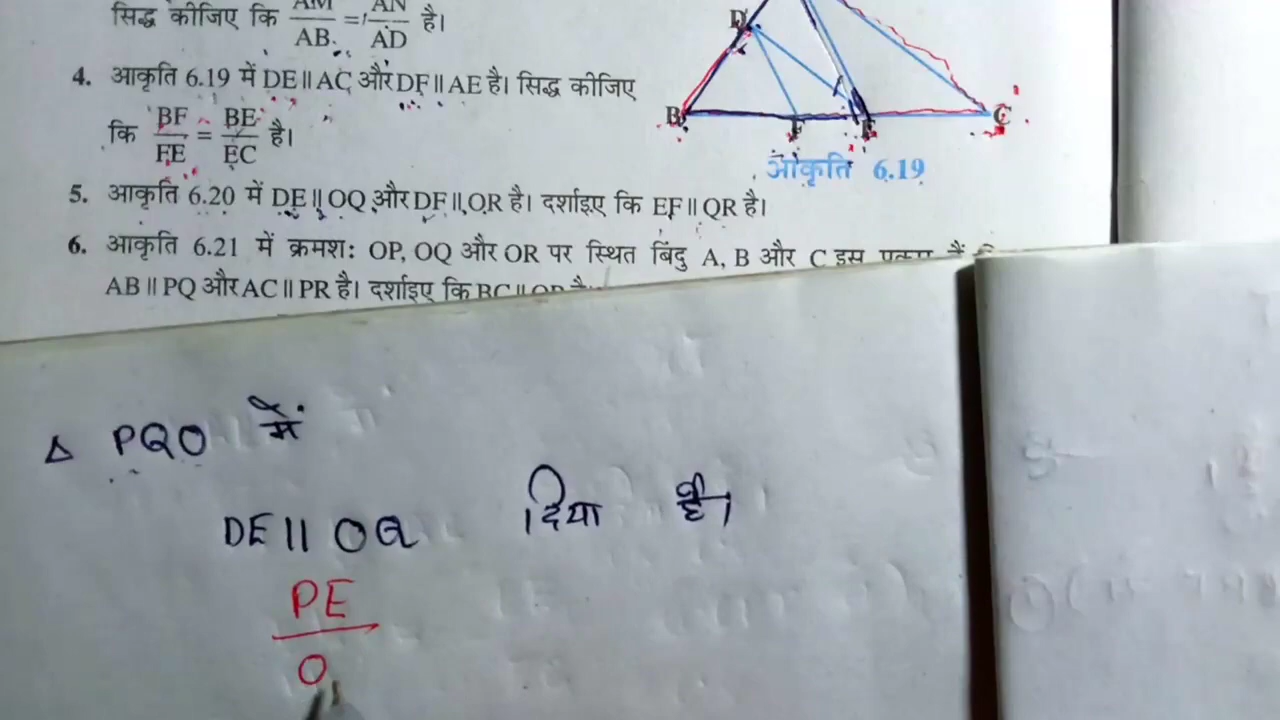 सिद्ध कीजिए कि AM/AB = AN/AD है।
4. आकृति 6.19 में DE || AC और DF || AE है। सिद्ध कीजिए
कि BF/FE = BE/EC है।
D
B F E C
आकृति 6.19
5. आकृति 6.20 में DE || OQ और DF || OR है। दर्शाइए कि EF || QR है।
6. आकृति 6.21 में क्रमश: OP, OQ और OR पर स्थित बिंदु A, B और C इस प्रकार हैं
AB || PQ और AC || PR है। दर्शाइए कि BC || QR है
Δ PQO में
DE || OQ दिया है।
PE
O